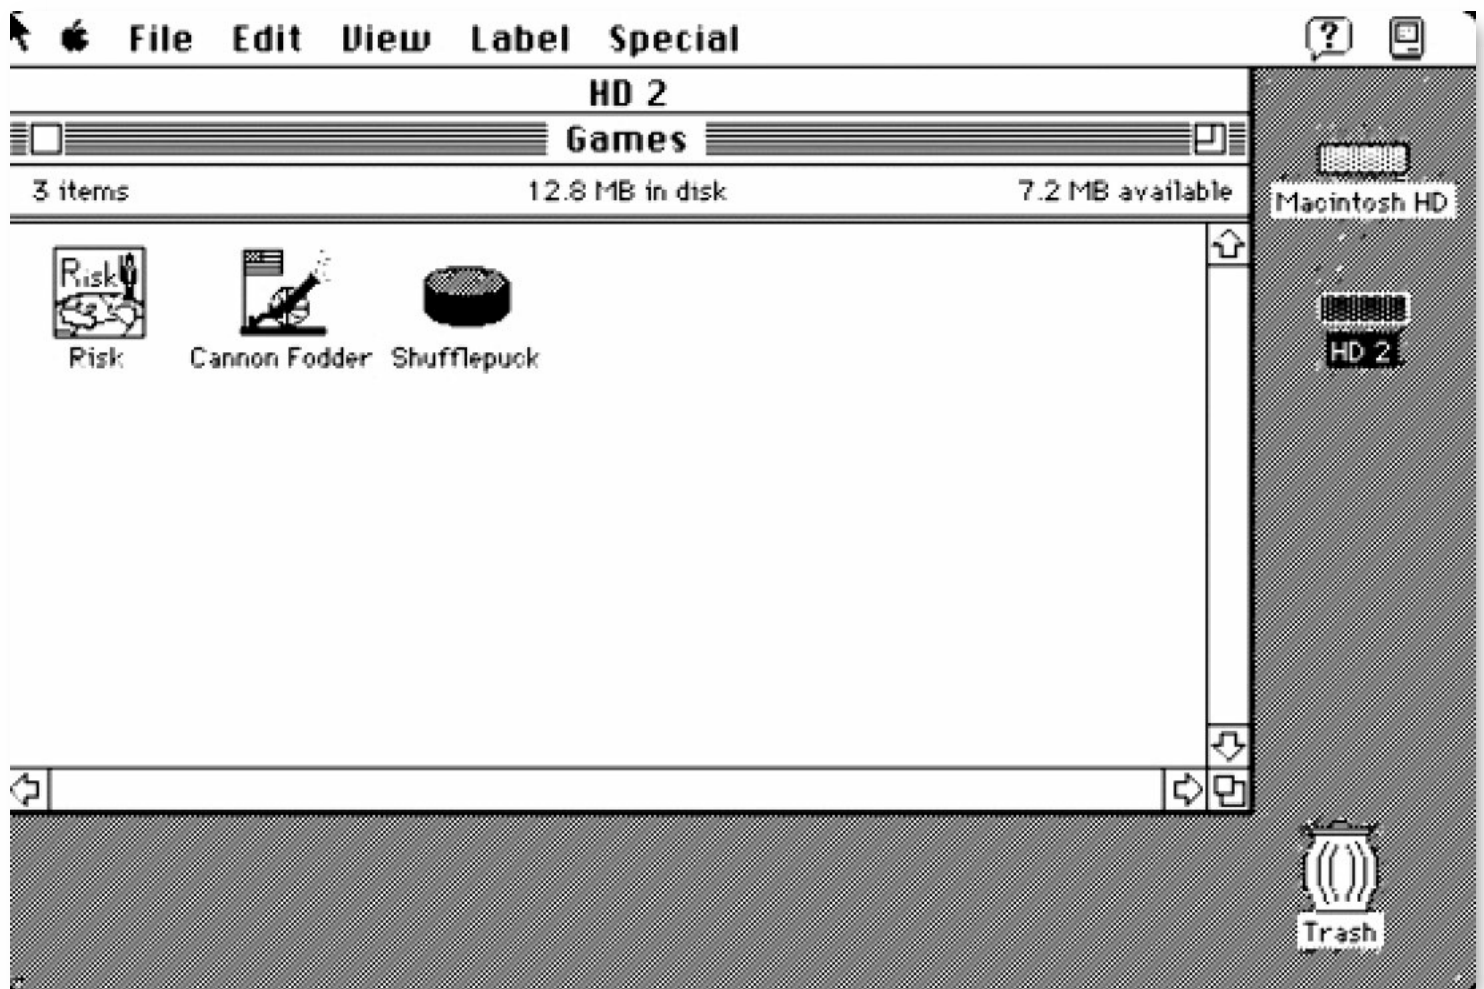 File Edit View Label Special ?
HD 2
Games
3 items 12.8 MB in disk 7.2 MB available
Macintosh HD
Risk
Risk Cannon Fodder Shufflepuck
HD 2
Trash